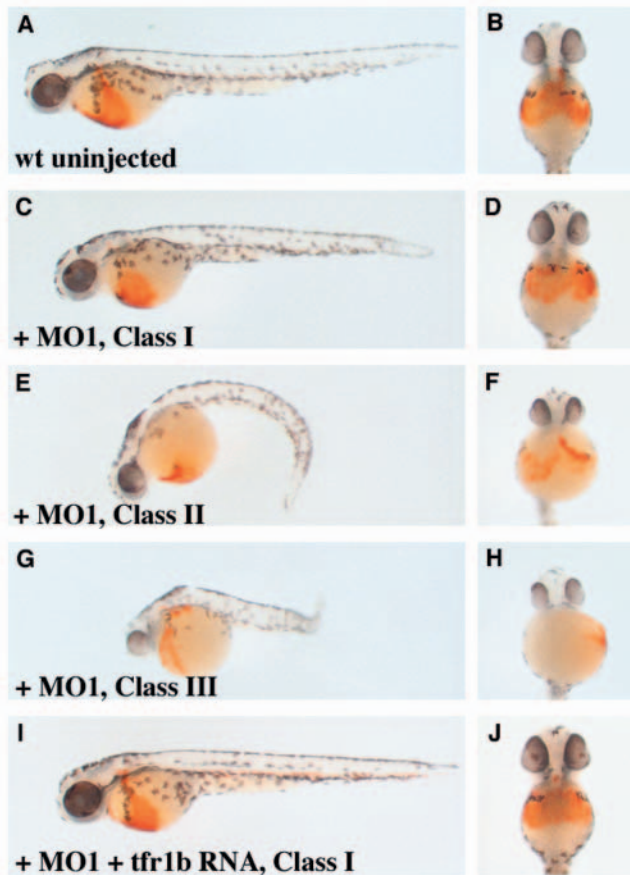 A
B
wt uninjected
C
D
+ MO1, Class I
E
F
+ MO1, Class II
G
H
+ MO1, Class III
I
J
+ MO1 + tfr1b RNA, Class I